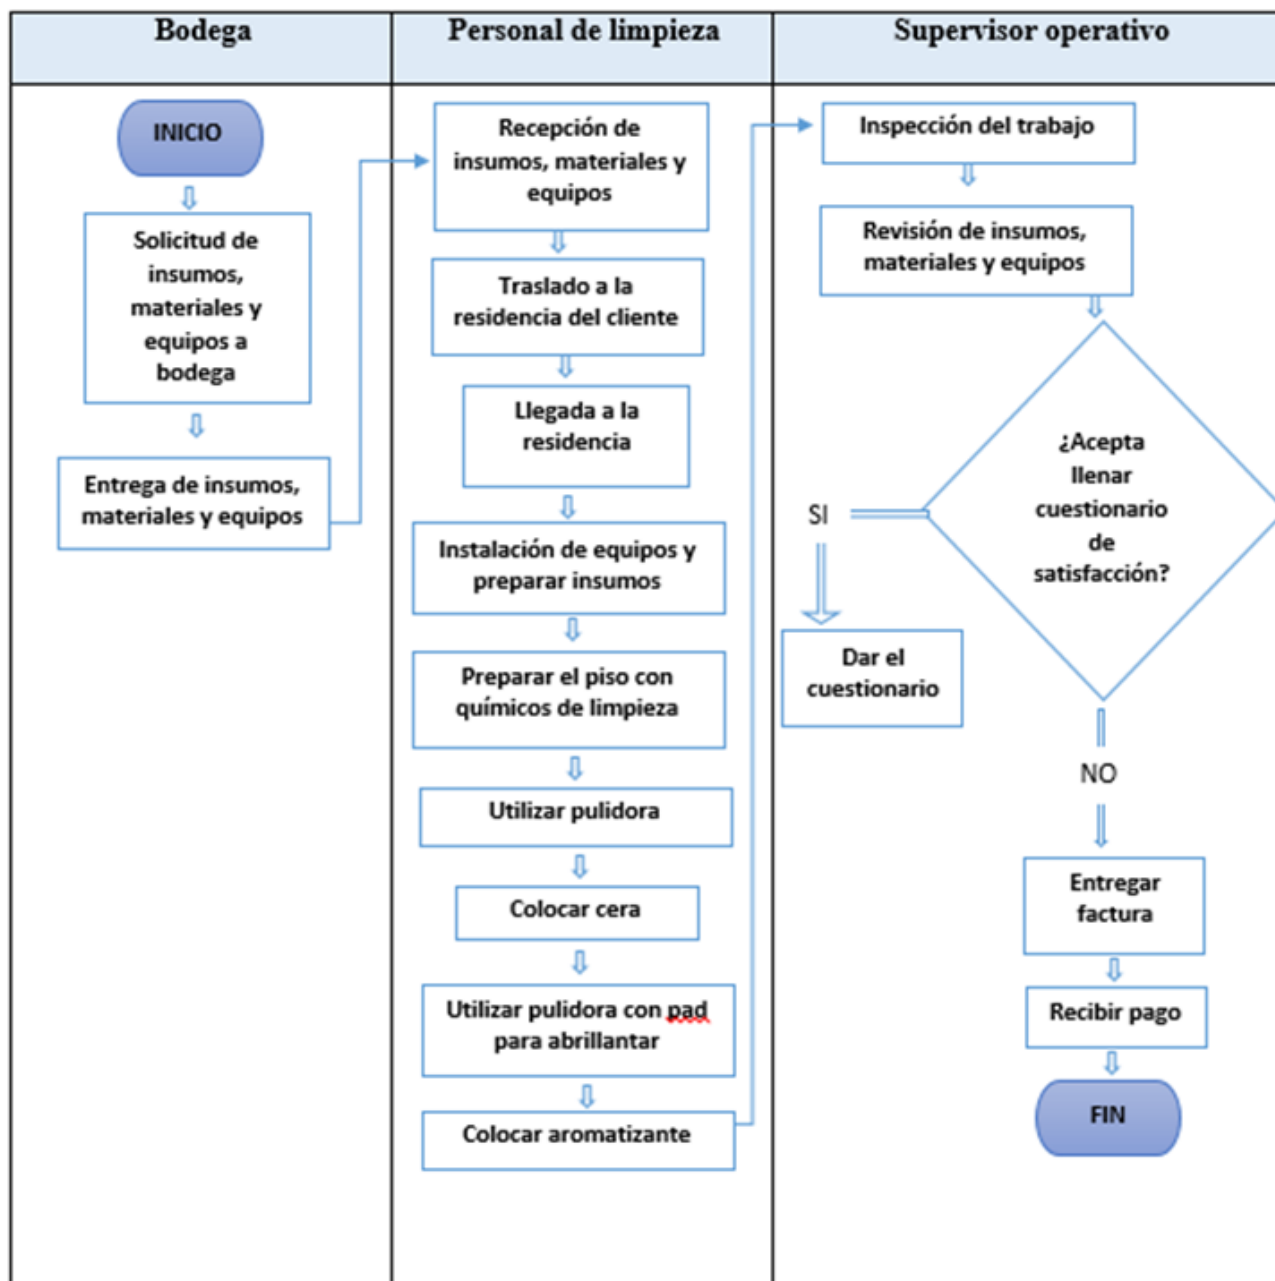 Bodega
Personal de limpieza
Supervisor operativo
INICIO
Solicitud de
insumos,
materiales y
equipos a
bodega
Entrega de insumos,
materiales y equipos
Recepción de
insumos, materiales y
equipos
Traslado a la
residencia del cliente
Llegada a la
residencia
Instalación de equipos y
preparar insumos
Preparar el piso con
químicos de limpieza
Utilizar pulidora
Colocar cera
Utilizar pulidora con pad
para abrillantar
Colocar aromatizante
Inspección del trabajo
Revisión de insumos,
materiales y equipos
¿Acepta
llenar
cuestionario
de
satisfacción?
SI
Dar el
cuestionario
NO
Entregar
factura
Recibir pago
FIN